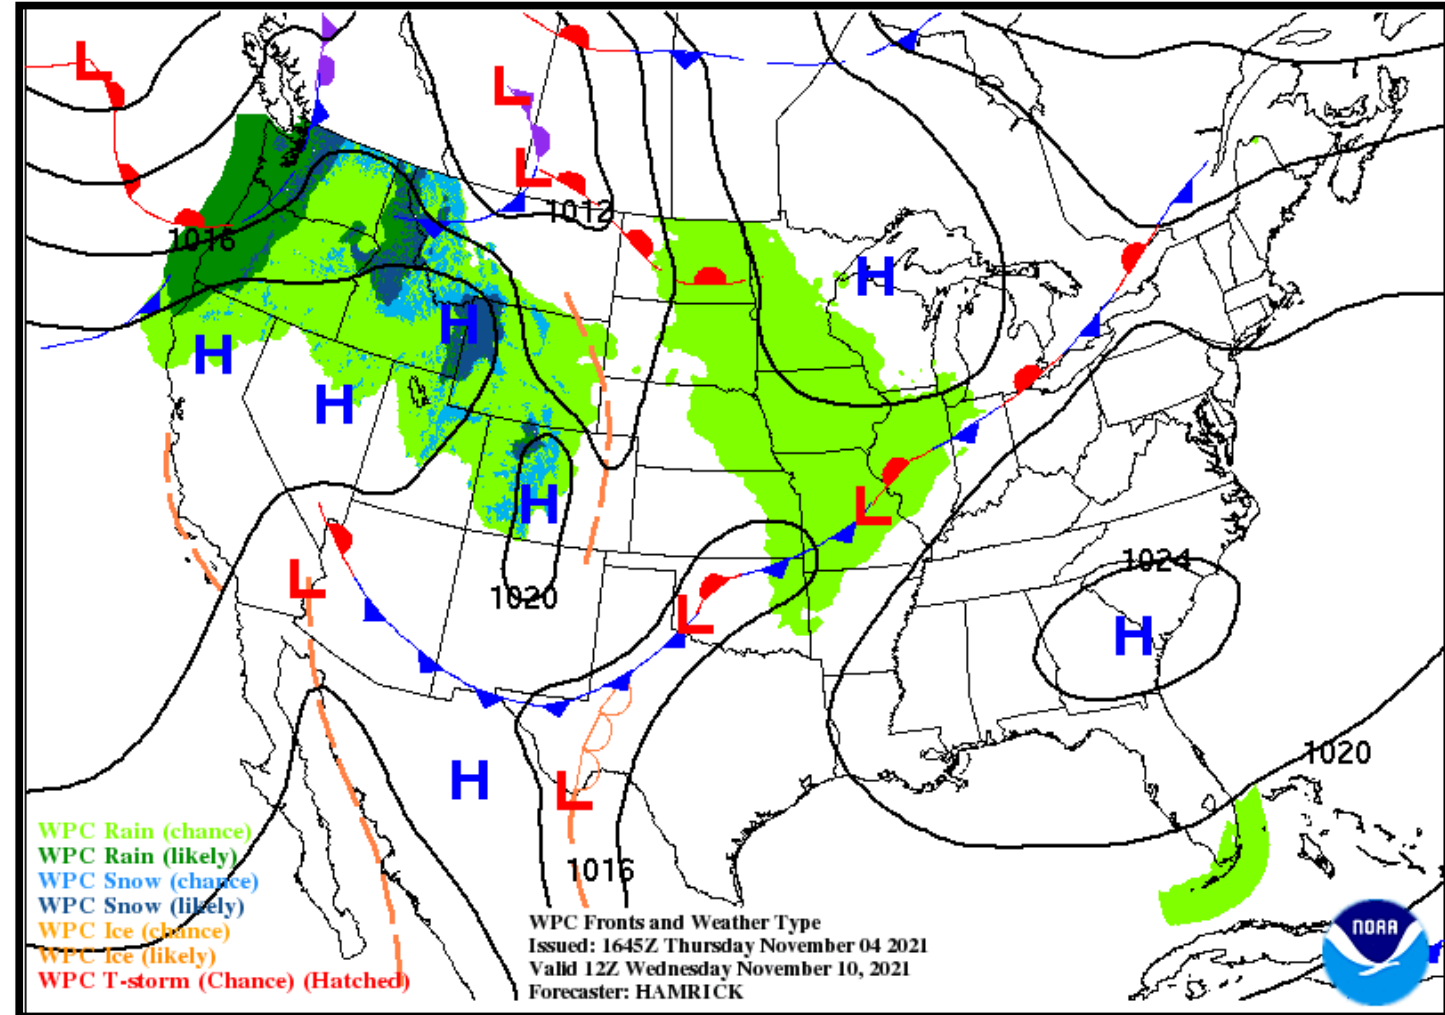 L
L
L
1012
1016
H
H
H
H
L
H
L
1024
L
1020
L
H
H
1020
L
1016
WPC Rain (chance)
WPC Rain (likely)
WPC Snow (chance)
WPC Snow (likely)
WPC Ice (chance)
WPC Ice (likely)
WPC T-storm (Chance) (Hatched)
WPC Fronts and Weather Type
Issued: 1645Z Thursday November 04 2021
Valid 12Z Wednesday November 10, 2021
Forecaster: HAMRICK
NOAA